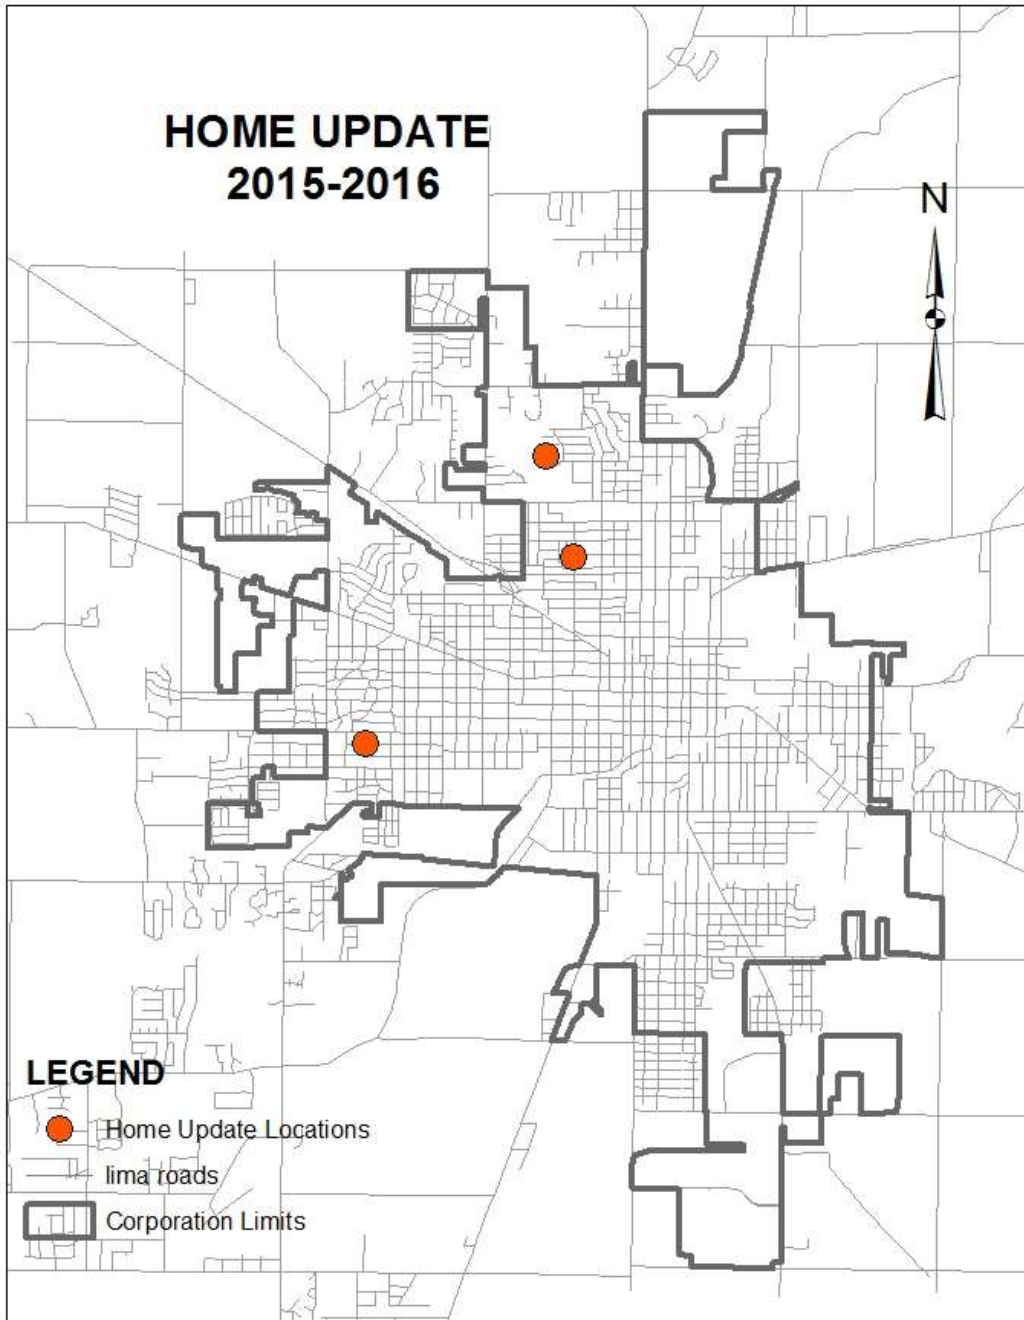 HOME UPDATE
2015-2016
N
LEGEND
Home Update Locations
lima roads
Corporation Limits